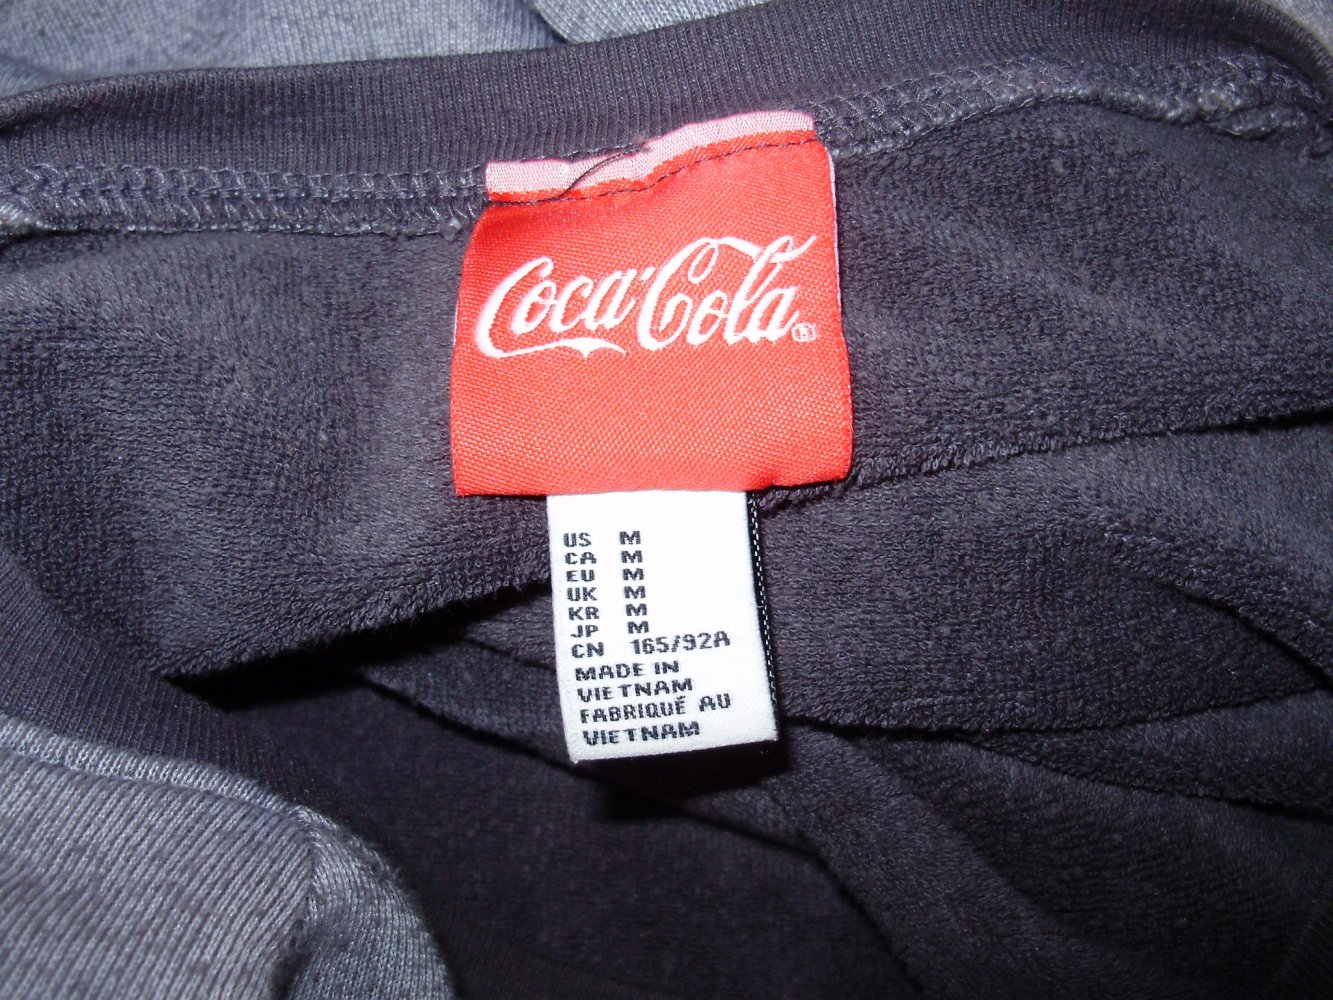 Coca-Cola®
US M
CA M
EU M
UK M
KR M
JP M
CN 165/92A
MADE IN
VIETNAM
FABRIQUÉ AU
VIETNAM